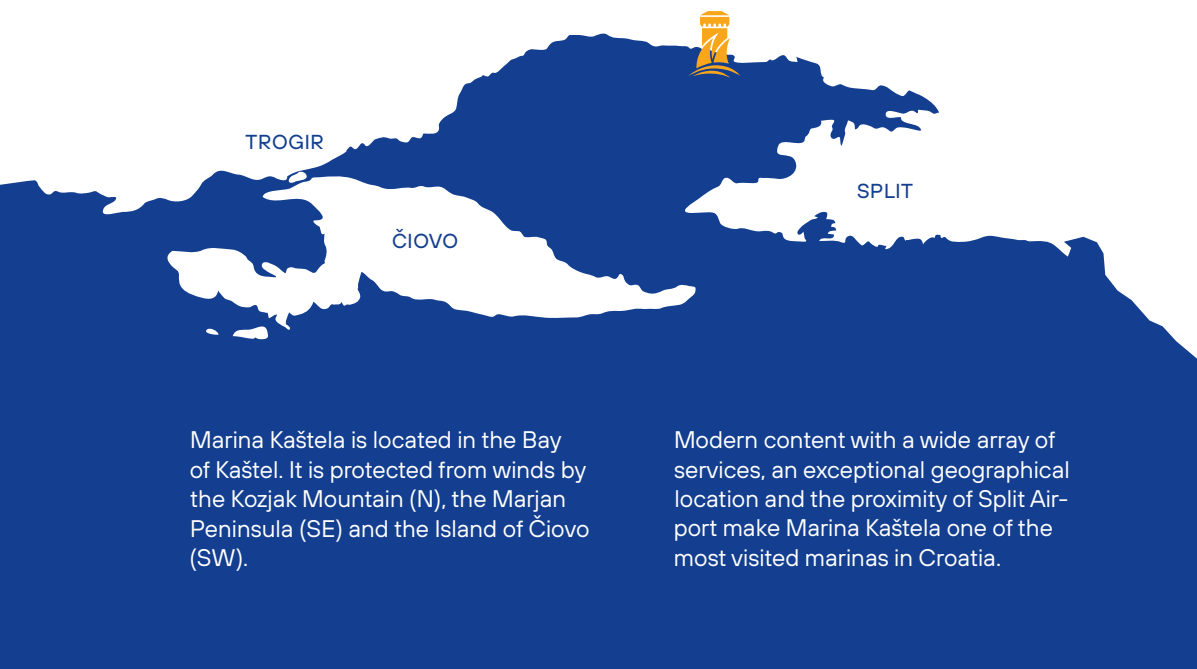 TROGIR
SPLIT
ČIOVO
Marina Kaštela is located in the Bay
of Kaštel. It is protected from winds by
the Kozjak Mountain (N), the Marjan
Peninsula (SE) and the Island of Čiovo
(SW).
Modern content with a wide array of
services, an exceptional geographical
location and the proximity of Split Air-
port make Marina Kaštela one of the
most visited marinas in Croatia.